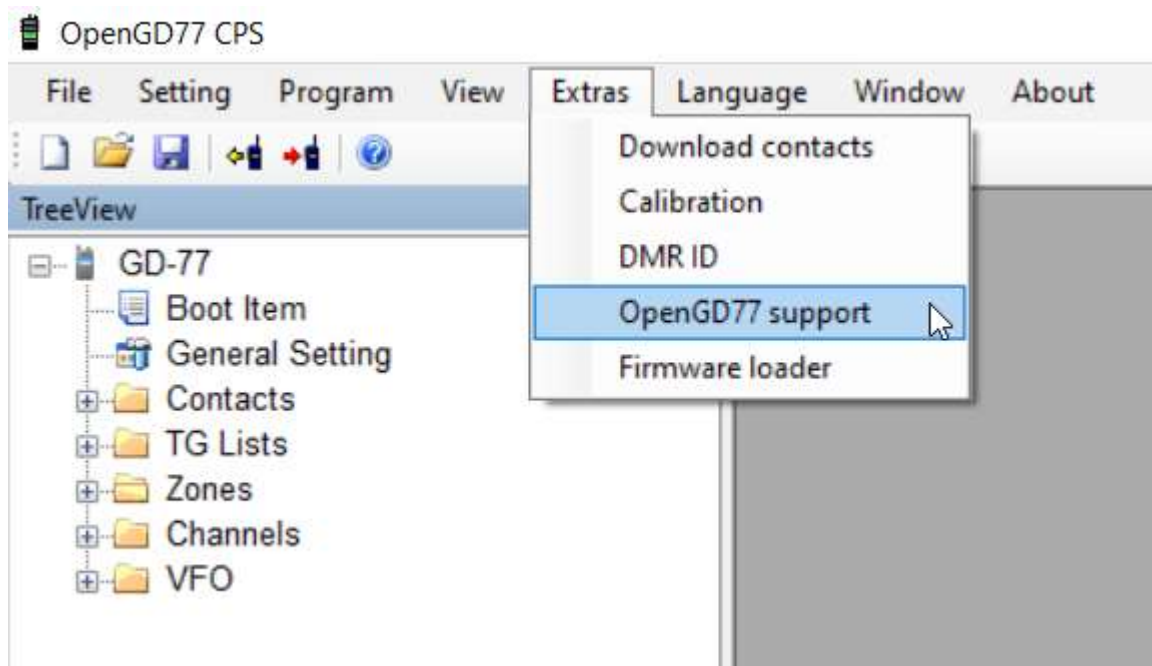 OpenGD77 CPS
File Setting Program View Extras Language Window About
Download contacts
Calibration
DMR ID
OpenGD77 support
Firmware loader
TreeView
GD-77
Boot Item
General Setting
Contacts
TG Lists
Zones
Channels
VFO